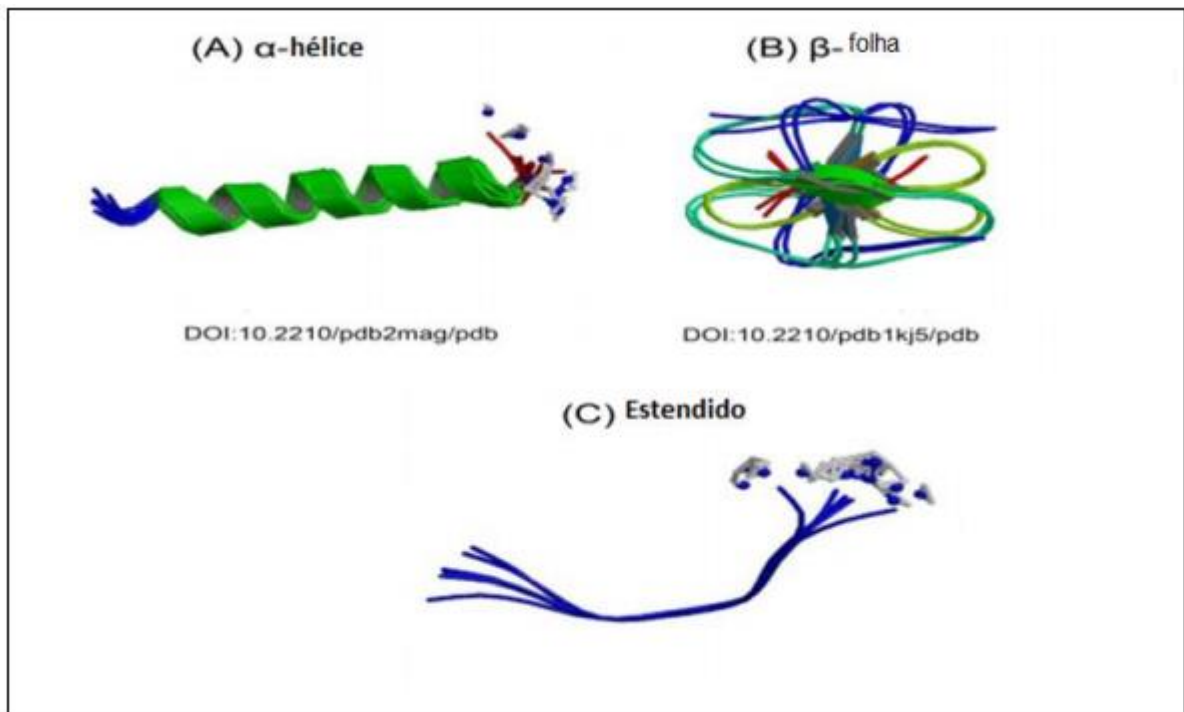 (A) α-hélice
(B) β- folha
DOI:10.2210/pdb2mag/pdb
DOI:10.2210/pdb1kj5/pdb
(C) Estendido